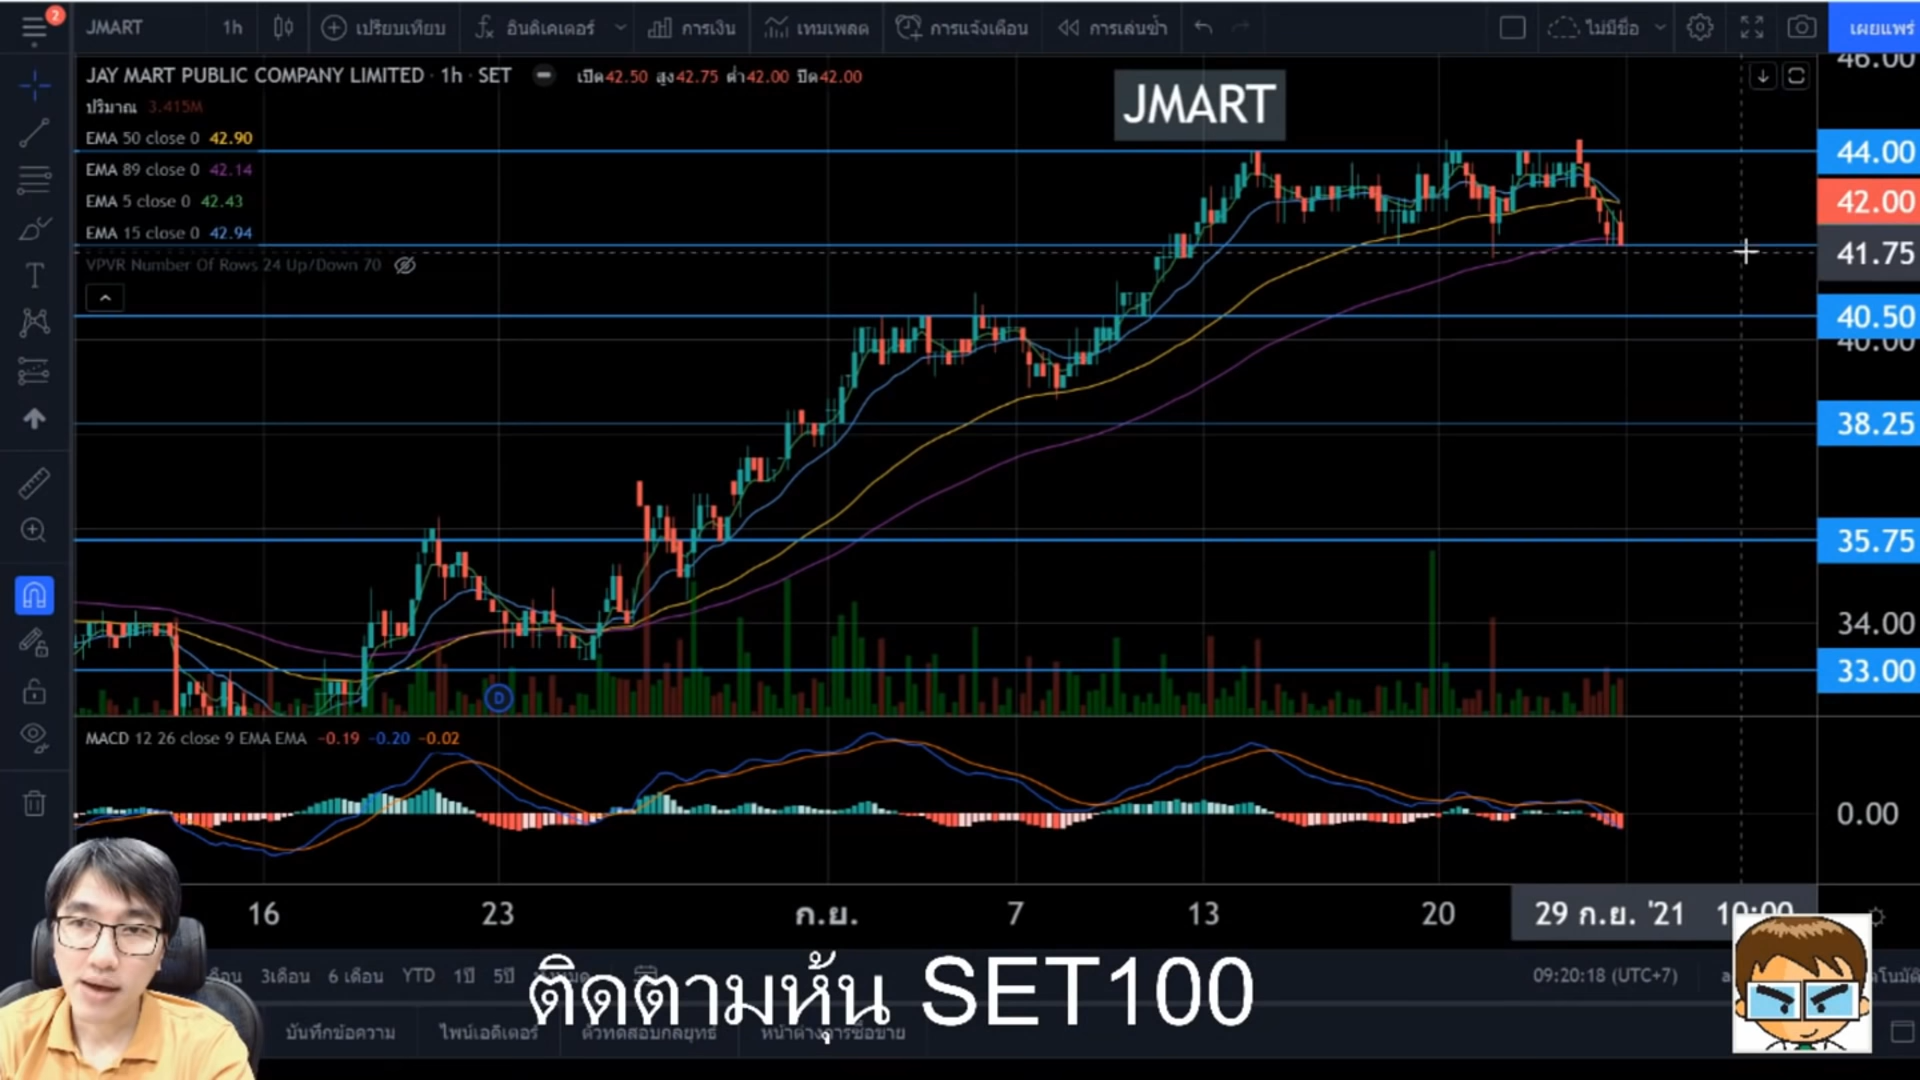 2
JMART 1h เปรียบเทียบ อินดิเคเตอร์ การเงิน เทมเพลต การแจ้งเตือน การเล่นซ้ำ ไม่มีชื่อ เผยแพร่
JAY MART PUBLIC COMPANY LIMITED · 1h · SET เปิด42.50 สูง42.75 ต่ำ42.00 ปิด42.00
ปริมาณ 3.415M
EMA 50 close 0 42.90
EMA 89 close 0 42.14
EMA 5 close 0 42.43
EMA 15 close 0 42.94
VPVR Number Of Rows 24 Up/Down 70
JMART
46.00
44.00
42.00
41.75
40.50
40.00
38.25
35.75
34.00
33.00
D
MACD 12 26 close 9 EMA EMA -0.19 -0.20 -0.02
0.00
16 23 ก.ย. 7 13 20 29 ก.ย. '21 10:00
3เดือน 6 เดือน YTD 1ปี 5ปี 09:20:18 (UTC+7)
ติดตามหุ้น SET100
บันทึกข้อความ ไพน์เอดิเตอร์ ตัวทดสอบกลยุทธ์ หน้าต่างการซื้อขาย